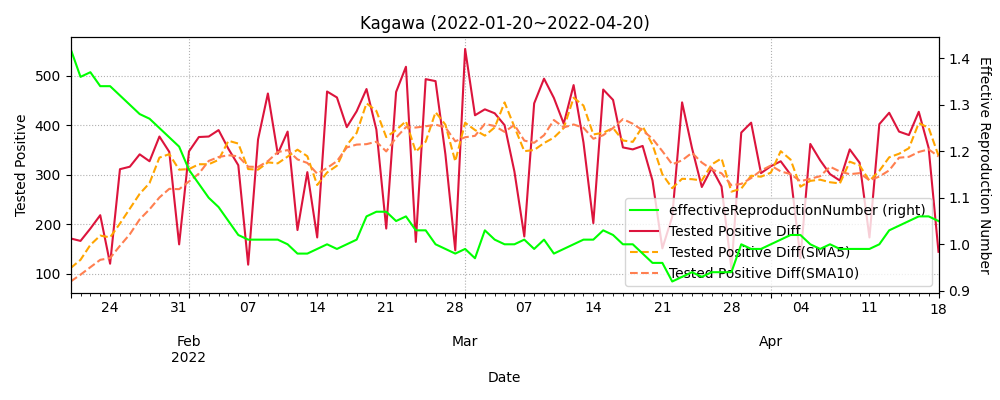 Kagawa (2022-01-20~2022-04-20)
Tested Positive
500
400
300
200
100
1.4
1.3
1.2
1.1
1.0
0.9
Effective Reproduction Number
effectiveReproductionNumber (right)
Tested Positive Diff
Tested Positive Diff(SMA5)
Tested Positive Diff(SMA10)
24 31 07 14 21 28 07 14 21 28 04 11 18
Feb Mar Apr
2022
Date